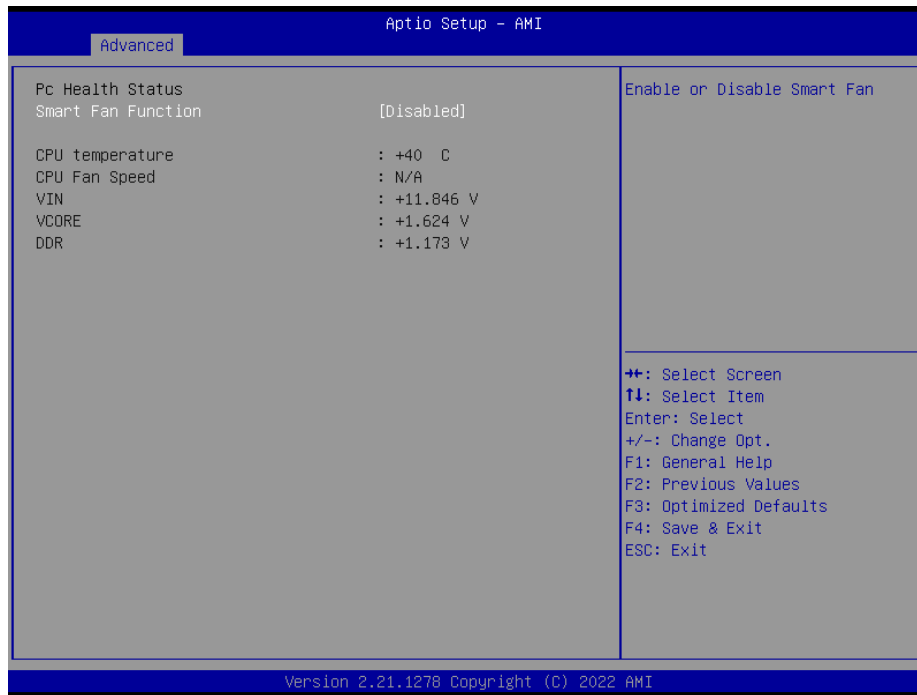 Aptio Setup – AMI
Advanced
Pc Health Status
Smart Fan Function [Disabled]
CPU temperature : +40 C
CPU Fan Speed : N/A
VIN : +11.846 V
VCORE : +1.624 V
DDR : +1.173 V
Enable or Disable Smart Fan
→←: Select Screen
↑↓: Select Item
Enter: Select
+/-: Change Opt.
F1: General Help
F2: Previous Values
F3: Optimized Defaults
F4: Save & Exit
ESC: Exit
Version 2.21.1278 Copyright (C) 2022 AMI